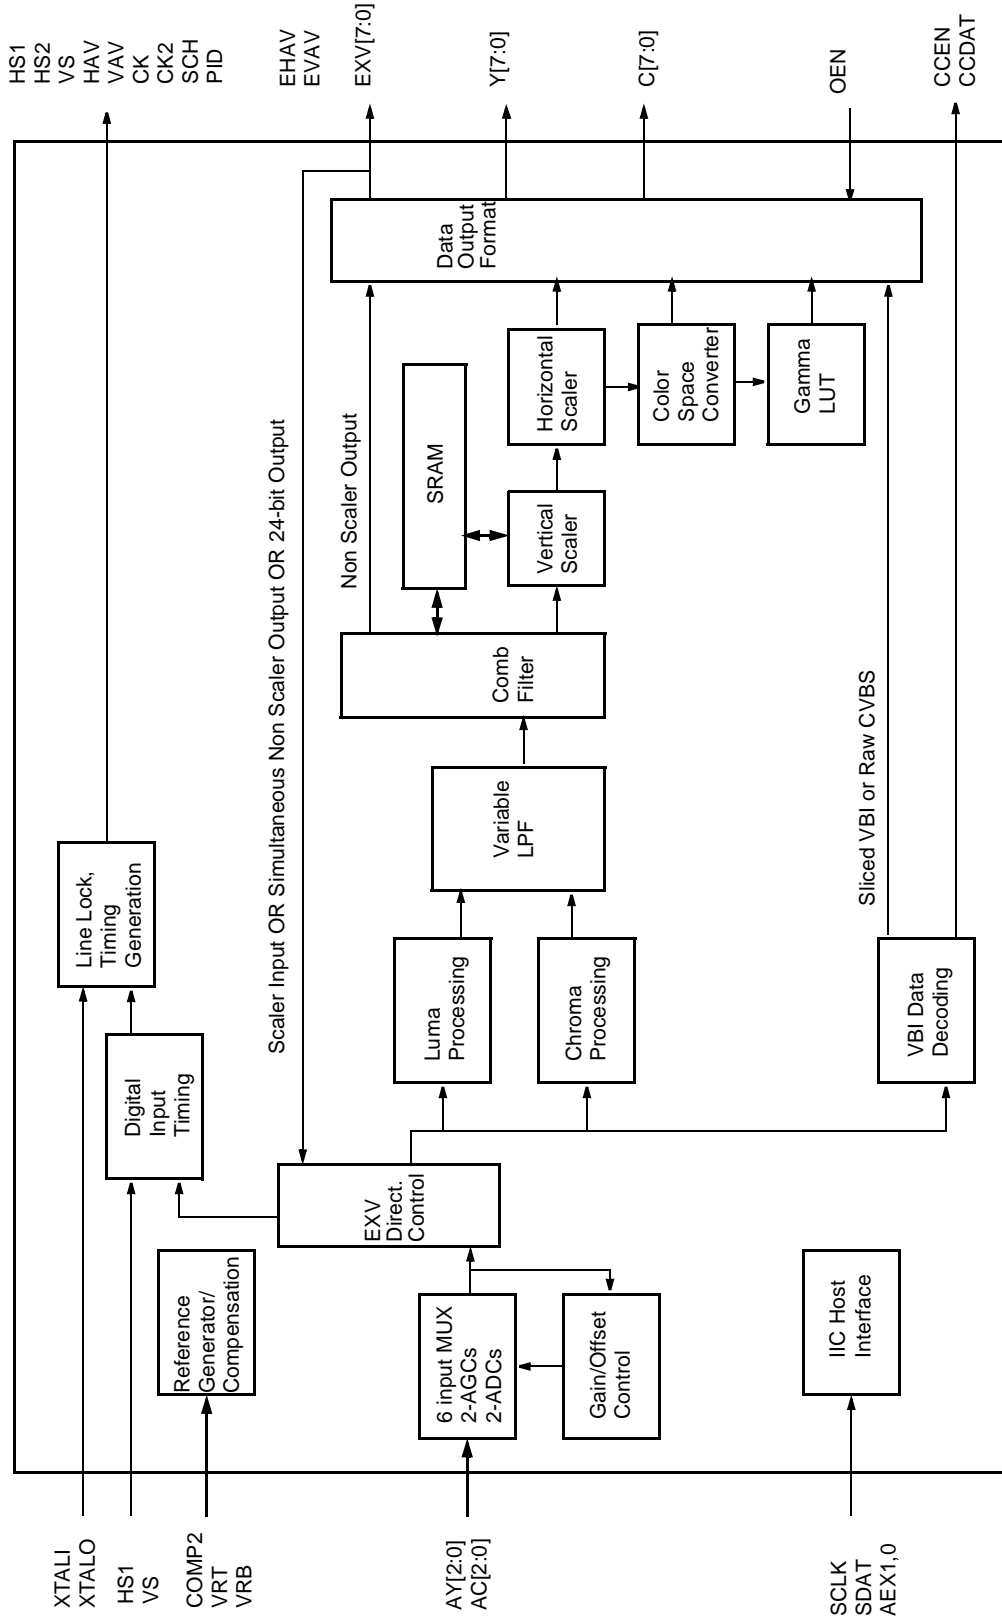 HS1
HS2
VS
HAV
VAV
CK
CK2
SCH
PID
EHAV
EVAV
EXV[7:0]
Y[7:0]
C[7:0]
OEN
CCEN
CCDAT
Line Lock,
Timing
Generation
Digital
Input
Timing
Reference
Generator/
Compensation
XTALI
XTALO
HS1
VS
COMP2
VRT
VRB
Scaler Input OR Simultaneous Non Scaler Output OR 24-bit Output
Non Scaler Output
EXV
Direct.
Control
6 input MUX
2-AGCs
2-ADCs
Gain/Offset
Control
AY[2:0]
AC[2:0]
Luma
Processing
Chroma
Processing
Variable
LPF
Comb
Filter
SRAM
Vertical
Scaler
Horizontal
Scaler
Color
Space
Converter
Gamma
LUT
Data
Output
Format
Sliced VBI or Raw CVBS
VBI Data
Decoding
IIC Host
Interface
SCLK
SDAT
AEX1,0